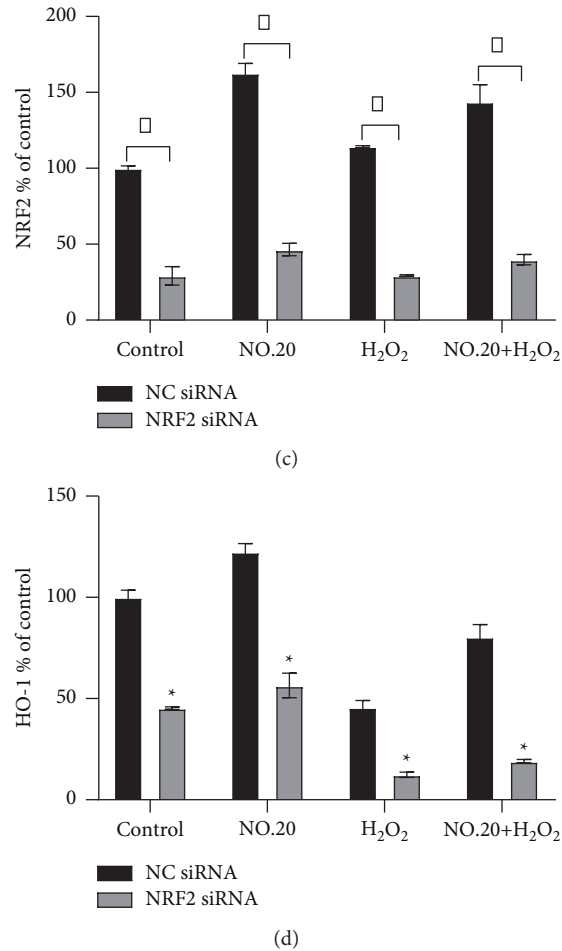 200
150
100
50
0
NRF2 % of control
Control NO.20 H₂O₂ NO.20+H₂O₂
NC siRNA
NRF2 siRNA
(c)
150
100
50
0
HO-1 % of control
* * * *
Control NO.20 H₂O₂ NO.20+H₂O₂
NC siRNA
NRF2 siRNA
(d)